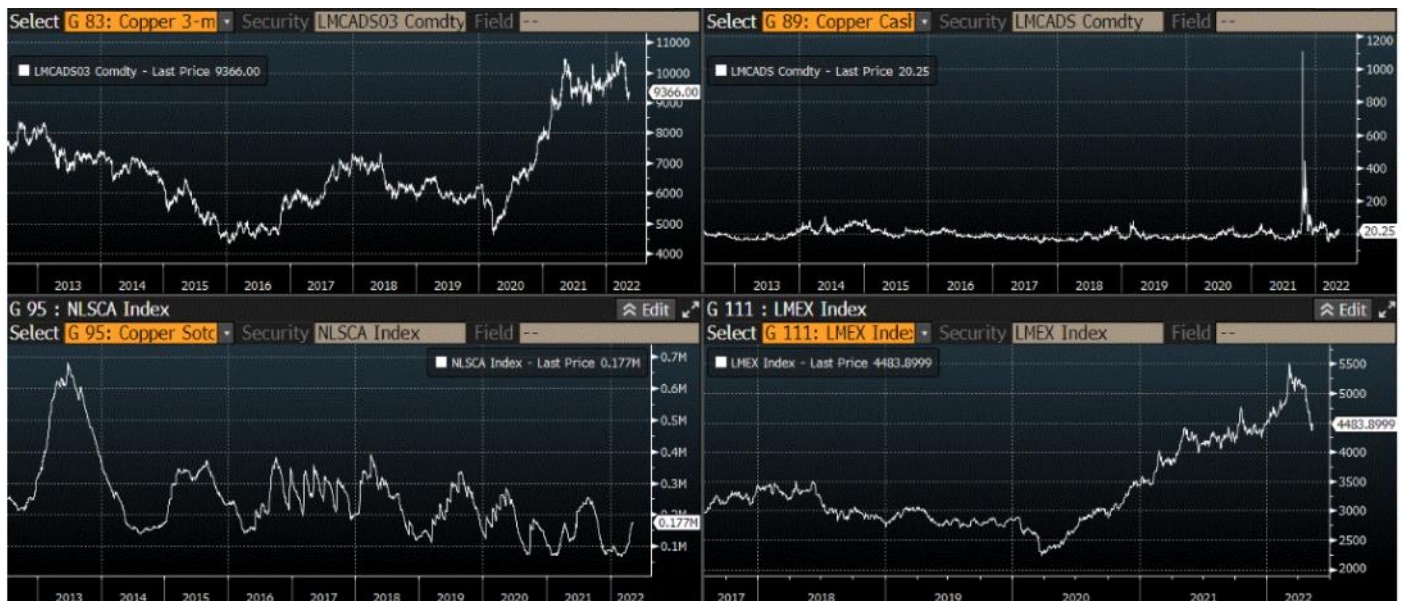 Select G 83: Copper 3-m Security LMCADS03 Comdty Field --
LMCADS03 Comdty - Last Price 9366.00
11000
10000
9366.00
9000
8000
7000
6000
5000
4000
2013 2014 2015 2016 2017 2018 2019 2020 2021 2022
Select G 89: Copper Cash Security LMCADS Comdty Field --
LMCADS Comdty - Last Price 20.25
1200
1000
800
600
400
200
20.25
2013 2014 2015 2016 2017 2018 2019 2020 2021 2022
G 95 : NLSCA Index Edit
Select G 95: Copper Sotc Security NLSCA Index Field --
NLSCA Index - Last Price 0.177M
0.7M
0.6M
0.5M
0.4M
0.3M
0.2M
0.177M
0.1M
2013 2014 2015 2016 2017 2018 2019 2020 2021 2022
G 111 : LMEX Index Edit
Select G 111: LMEX Index Security LMEX Index Field --
LMEX Index - Last Price 4483.8999
5500
5000
4483.8999
4000
3500
3000
2500
2000
2017 2018 2019 2020 2021 2022